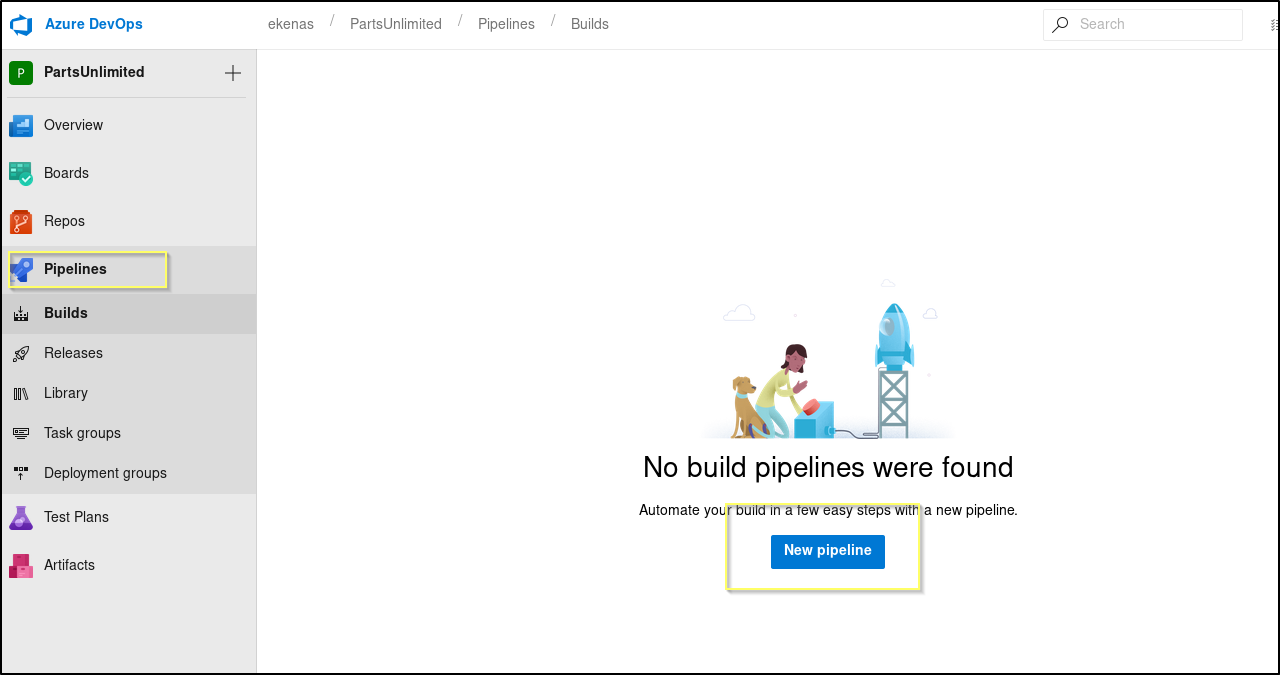 Azure DevOps
ekenas / PartsUnlimited / Pipelines / Builds
Search
P PartsUnlimited
Overview
Boards
Repos
Pipelines
Builds
Releases
Library
Task groups
Deployment groups
Test Plans
Artifacts
No build pipelines were found
Automate your build in a few easy steps with a new pipeline.
New pipeline